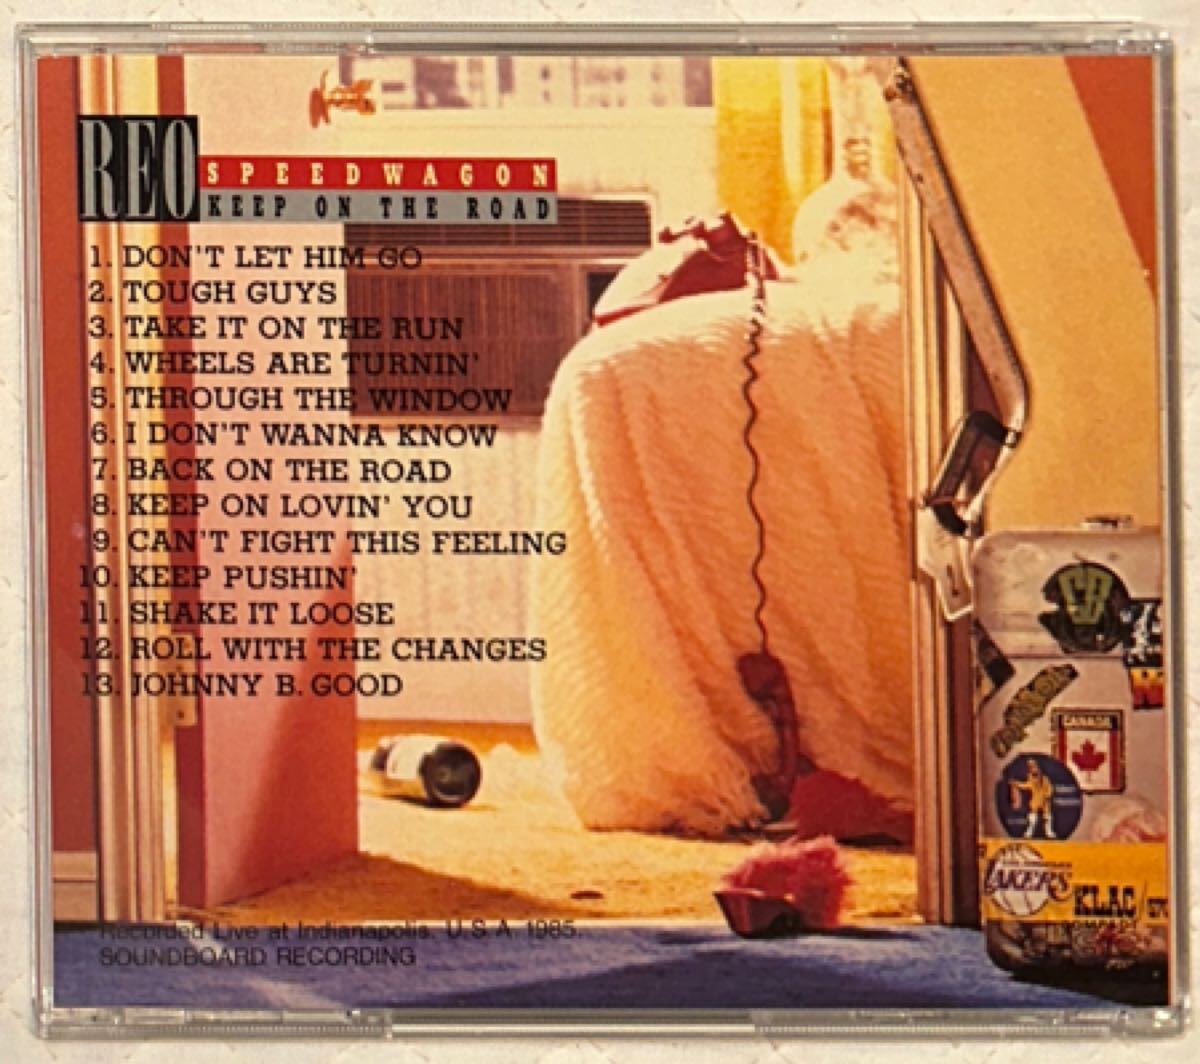 REO
SPEEDWAGON
KEEP ON THE ROAD
1. DON'T LET HIM GO
2. TOUGH GUYS
3. TAKE IT ON THE RUN
4. WHEELS ARE TURNIN'
5. THROUGH THE WINDOW
6. I DON'T WANNA KNOW
7. BACK ON THE ROAD
8. KEEP ON LOVIN' YOU
9. CAN'T FIGHT THIS FEELING
10. KEEP PUSHIN'
11. SHAKE IT LOOSE
12. ROLL WITH THE CHANGES
13. JOHNNY B. GOOD
CANADA
LAKERS
KLAC/570
Recorded Live at Indianapolis. U.S.A. 1985.
SOUNDBOARD RECORDING